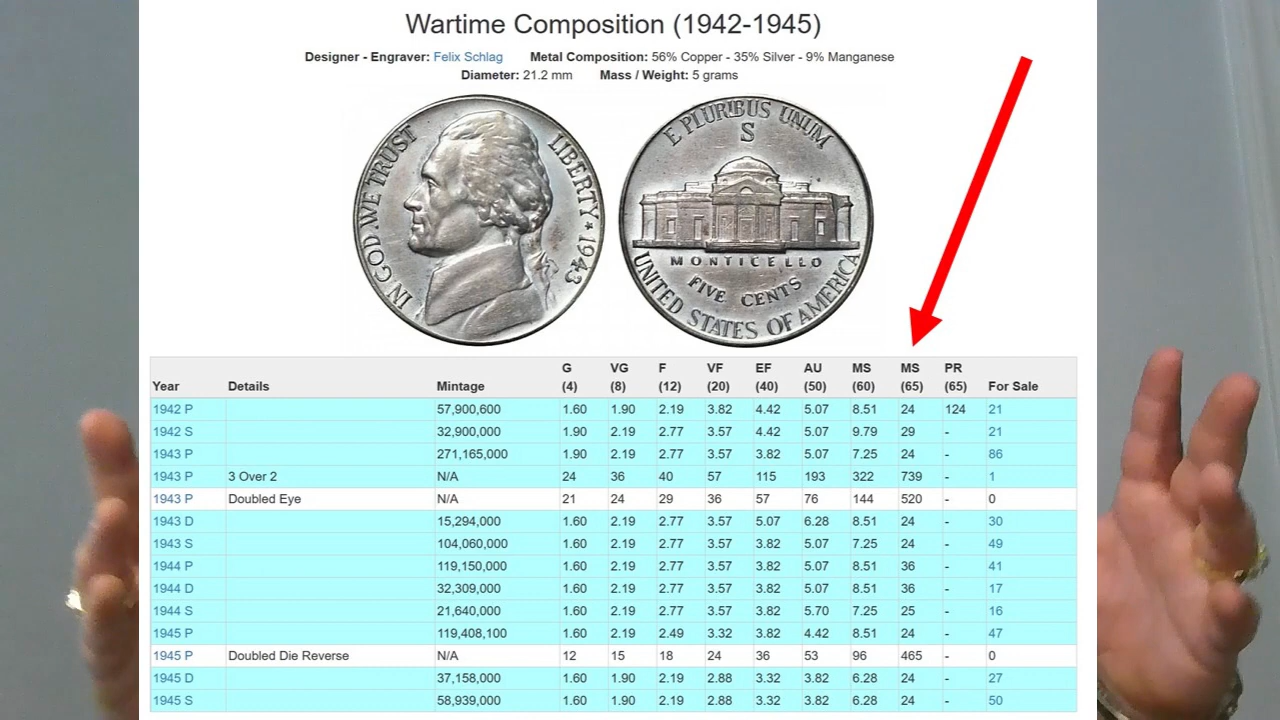 Wartime Composition (1942-1945)
Designer - Engraver: Felix Schlag Metal Composition: 56% Copper - 35% Silver - 9% Manganese
Diameter: 21.2 mm Mass / Weight: 5 grams
IN GOD WE TRUST LIBERTY ★ 1943
E PLURIBUS UNUM
S
MONTICELLO
FIVE CENTS
UNITED STATES OF AMERICA
Year Details Mintage G (4) VG (8) F (12) VF (20) EF (40) AU (50) MS (60) MS (65) PR (65) For Sale
1942 P 57,900,600 1.60 1.90 2.19 3.82 4.42 5.07 8.51 24 124 21
1942 S 32,900,000 1.90 2.19 2.77 3.57 4.42 5.07 9.79 29 - 21
1943 P 271,165,000 1.90 2.19 2.77 3.57 3.82 5.07 7.25 24 - 86
1943 P 3 Over 2 N/A 24 36 40 57 115 193 322 739 - 1
1943 P Doubled Eye N/A 21 24 29 36 57 76 144 520 - 0
1943 D 15,294,000 1.60 2.19 2.77 3.57 5.07 6.28 8.51 24 - 30
1943 S 104,060,000 1.60 2.19 2.77 3.57 3.82 5.07 7.25 24 - 49
1944 P 119,150,000 1.60 2.19 2.77 3.57 3.82 5.07 7.25 36 - 41
1944 D 32,309,000 1.60 2.19 2.77 3.57 3.82 5.07 8.51 36 - 17
1944 S 21,640,000 1.60 2.19 2.77 3.57 3.82 5.70 7.25 25 - 16
1945 P 119,408,100 1.60 2.19 2.49 3.32 3.82 4.42 8.51 24 - 47
1945 P Doubled Die Reverse N/A 12 15 18 24 36 53 96 465 - 0
1945 D 37,158,000 1.60 1.90 2.19 2.88 3.32 3.82 6.28 24 - 27
1945 S 58,939,000 1.60 1.90 2.19 2.88 3.32 3.82 6.28 24 - 50